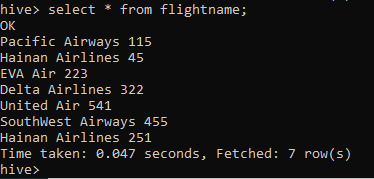 hive> select * from flightname;
OK
Pacific Airways 115
Hainan Airlines 45
EVA Air 223
Delta Airlines 322
United Air 541
SouthWest Airways 455
Hainan Airlines 251
Time taken: 0.047 seconds, Fetched: 7 row(s)
hive>